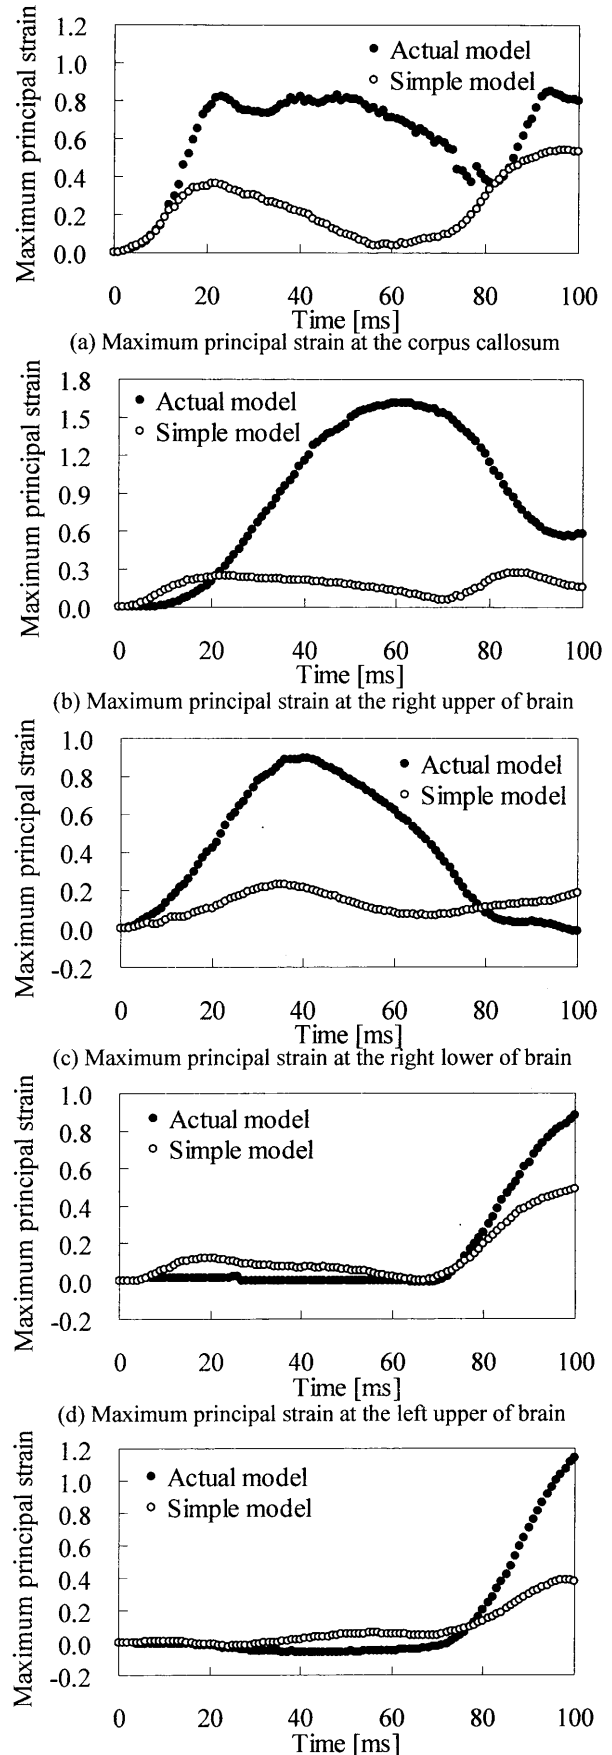 Maximum principal strain
1.2
1.0
0.8
0.6
0.4
0.2
0.0
Actual model
Simple model
0 20 40 60 80 100
Time [ms]
(a) Maximum principal strain at the corpus callosum
Maximum principal strain
1.8
1.5
1.2
0.9
0.6
0.3
0.0
Actual model
Simple model
0 20 40 60 80 100
Time [ms]
(b) Maximum principal strain at the right upper of brain
Maximum principal strain
1.0
0.8
0.6
0.4
0.2
0.0
-0.2
Actual model
Simple model
0 20 40 60 80 100
Time [ms]
(c) Maximum principal strain at the right lower of brain
Maximum principal strain
1.0
0.8
0.6
0.4
0.2
0.0
-0.2
Actual model
Simple model
0 20 40 60 80 100
Time [ms]
(d) Maximum principal strain at the left upper of brain
Maximum principal strain
1.2
1.0
0.8
0.6
0.4
0.2
0.0
-0.2
Actual model
Simple model
0 20 40 60 80 100
Time [ms]